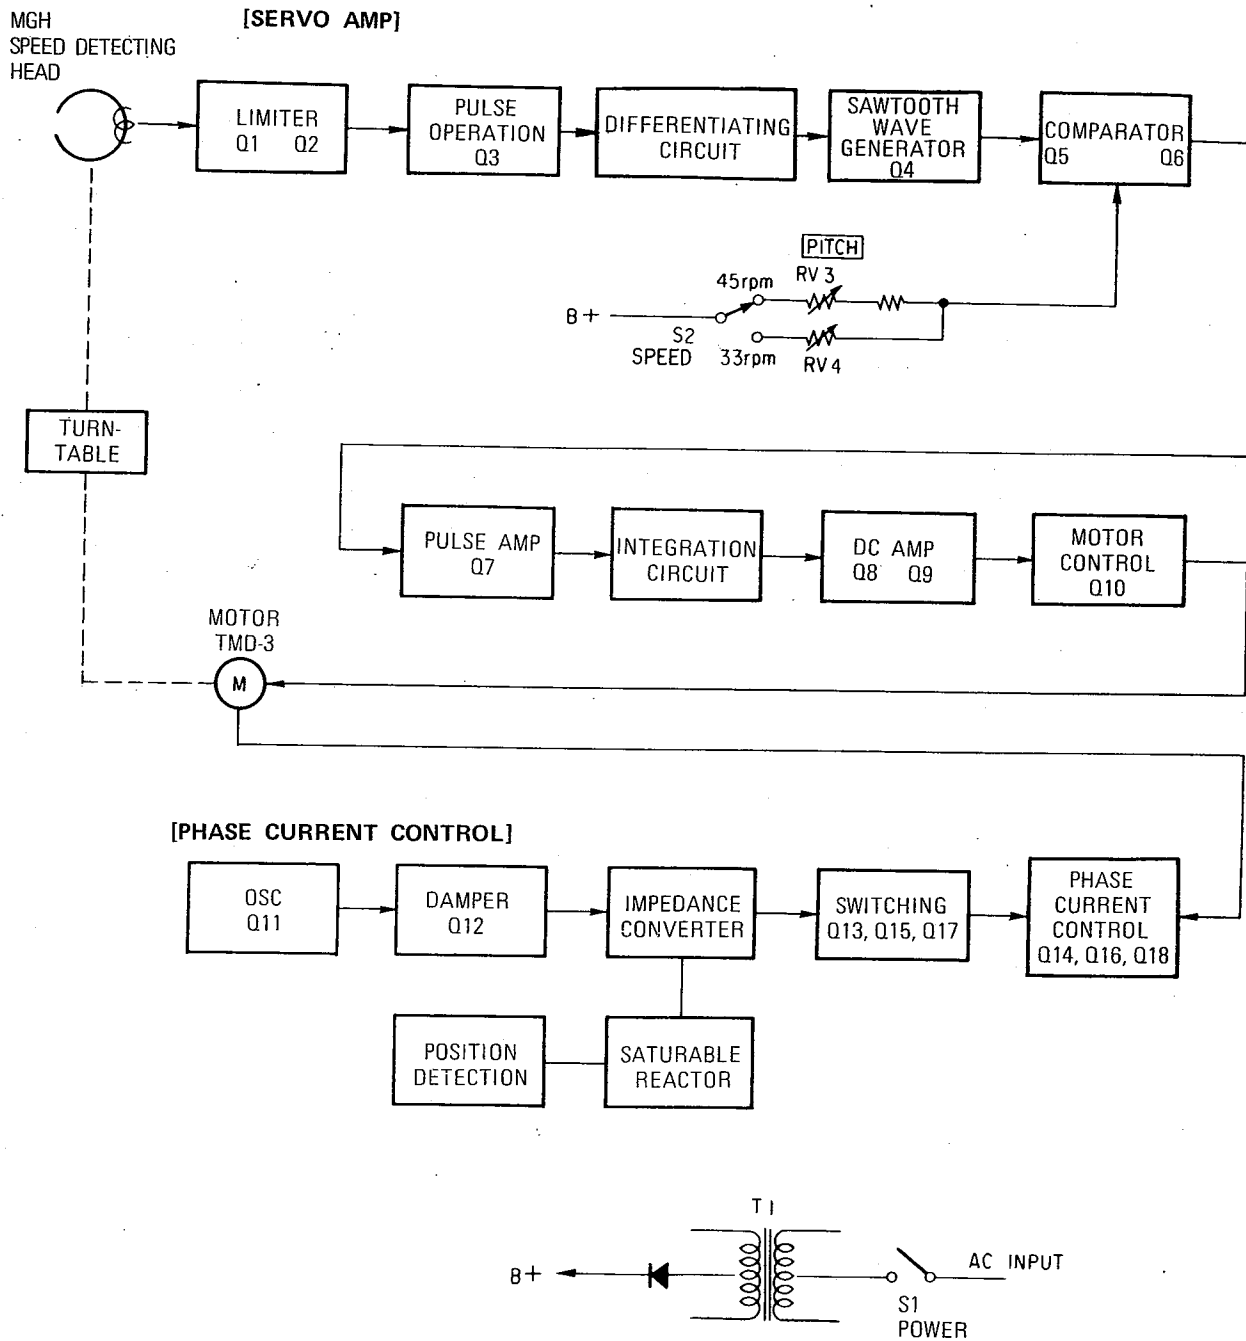 [SERVO AMP]
MGH
SPEED DETECTING
HEAD
LIMITER
Q1 Q2
PULSE
OPERATION
Q3
DIFFERENTIATING
CIRCUIT
SAWTOOTH
WAVE
GENERATOR
Q4
COMPARATOR
Q5 Q6
PITCH
RV 3
45rpm
B+
S2
SPEED
33rpm
RV4
TURN-
TABLE
PULSE AMP
Q7
INTEGRATION
CIRCUIT
DC AMP
Q8 Q9
MOTOR
CONTROL
Q10
MOTOR
TMD-3
M
[PHASE CURRENT CONTROL]
OSC
Q11
DAMPER
Q12
IMPEDANCE
CONVERTER
SWITCHING
Q13, Q15, Q17
PHASE
CURRENT
CONTROL
Q14, Q16, Q18
POSITION
DETECTION
SATURABLE
REACTOR
T1
B+
AC INPUT
S1
POWER